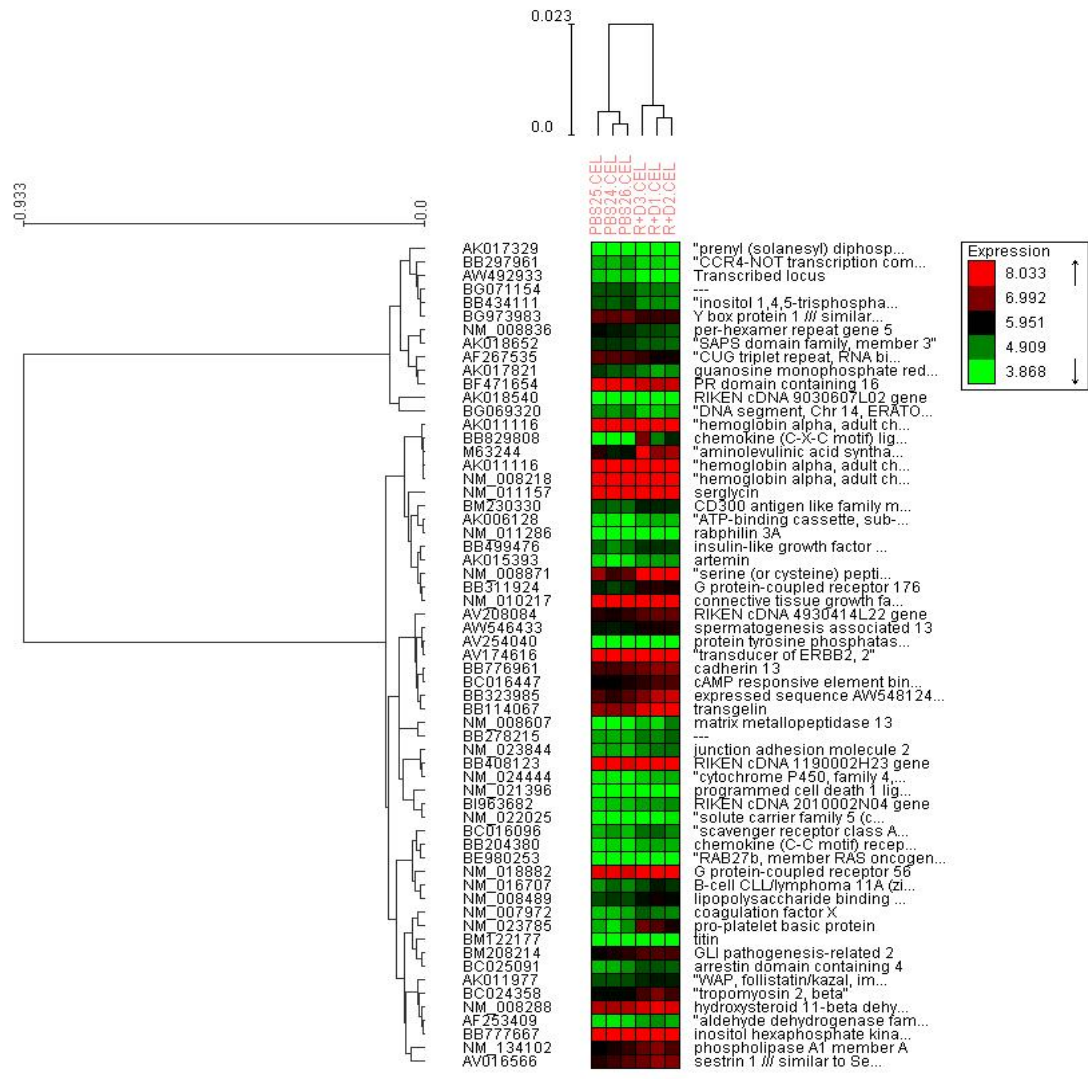 0.023
0.0
-0.933
0.0
PBS25.CEL
PBS24.CEL
PBS26.CEL
R+D3.CEL
R+D1.CEL
R+D2.CEL
Expression
8.033
6.992
5.951
4.909
3.868
AK017329 "prenyl (solanesyl) diphosp...
BB297961 "CCR4-NOT transcription com...
AW492933 Transcribed locus
BG071154 ---
BB434111 "inositol 1,4,5-trisphospha...
BG973983 Y box protein 1 /// similar...
NM_008836 per-hexamer repeat gene 5
AK018652 "SAPS domain family, member 3"
AF267535 "CUG triplet repeat, RNA bi...
AK017821 guanosine monophosphate red...
BF471654 PR domain containing 16
AK018540 RIKEN cDNA 9030607L02 gene
BG069320 "DNA segment, Chr 14, ERATO...
AK011116 "hemoglobin alpha, adult ch...
BB829808 chemokine (C-X-C motif) lig...
M63244 "aminolevulinic acid syntha...
AK011116 "hemoglobin alpha, adult ch...
NM_008218 "hemoglobin alpha, adult ch...
NM_011157 serglycin
BM230330 CD300 antigen like family m...
AK006128 "ATP-binding cassette, sub-...
NM_011286 rabphilin 3A
BB499476 insulin-like growth factor ...
AK015393 artemin
NM_008871 "serine (or cysteine) pepti...
BB311924 G protein-coupled receptor 176
NM_010217 connective tissue growth fa...
AV208084 RIKEN cDNA 4930414L22 gene
AW546433 spermatogenesis associated 13
AV254040 protein tyrosine phosphatas...
AV174616 "transducer of ERBB2, 2"
BB776961 cadherin 13
BC016447 cAMP responsive element bin...
BB323985 expressed sequence AW548124...
BB114067 transgelin
NM_008607 matrix metallopeptidase 13
BB278215 ---
NM_023844 junction adhesion molecule 2
BB408123 RIKEN cDNA 1190002H23 gene
NM_024444 "cytochrome P450, family 4,...
NM_021396 programmed cell death 1 lig...
BI963682 RIKEN cDNA 2010002N04 gene
NM_022025 "solute carrier family 5 (c...
BC016096 "scavenger receptor class A...
BB204380 chemokine (C-C motif) recep...
BE980253 "RAB27b, member RAS oncogen...
NM_018882 G protein-coupled receptor 56
NM_016707 B-cell CLL/lymphoma 11A (zi...
NM_008489 lipopolysaccharide binding ...
NM_007972 coagulation factor X
NM_023785 pro-platelet basic protein
BM122177 titin
BM208214 GLI pathogenesis-related 2
BC025091 arrestin domain containing 4
AK011977 "WAP, follistatin/kazal, im...
BC024358 "tropomyosin 2, beta"
NM_008288 hydroxysteroid 11-beta dehy...
AF253409 "aldehyde dehydrogenase fam...
BB777667 inositol hexaphosphate kina...
NM_134102 phospholipase A1 member A
AV016566 sestrin 1 /// similar to Se...